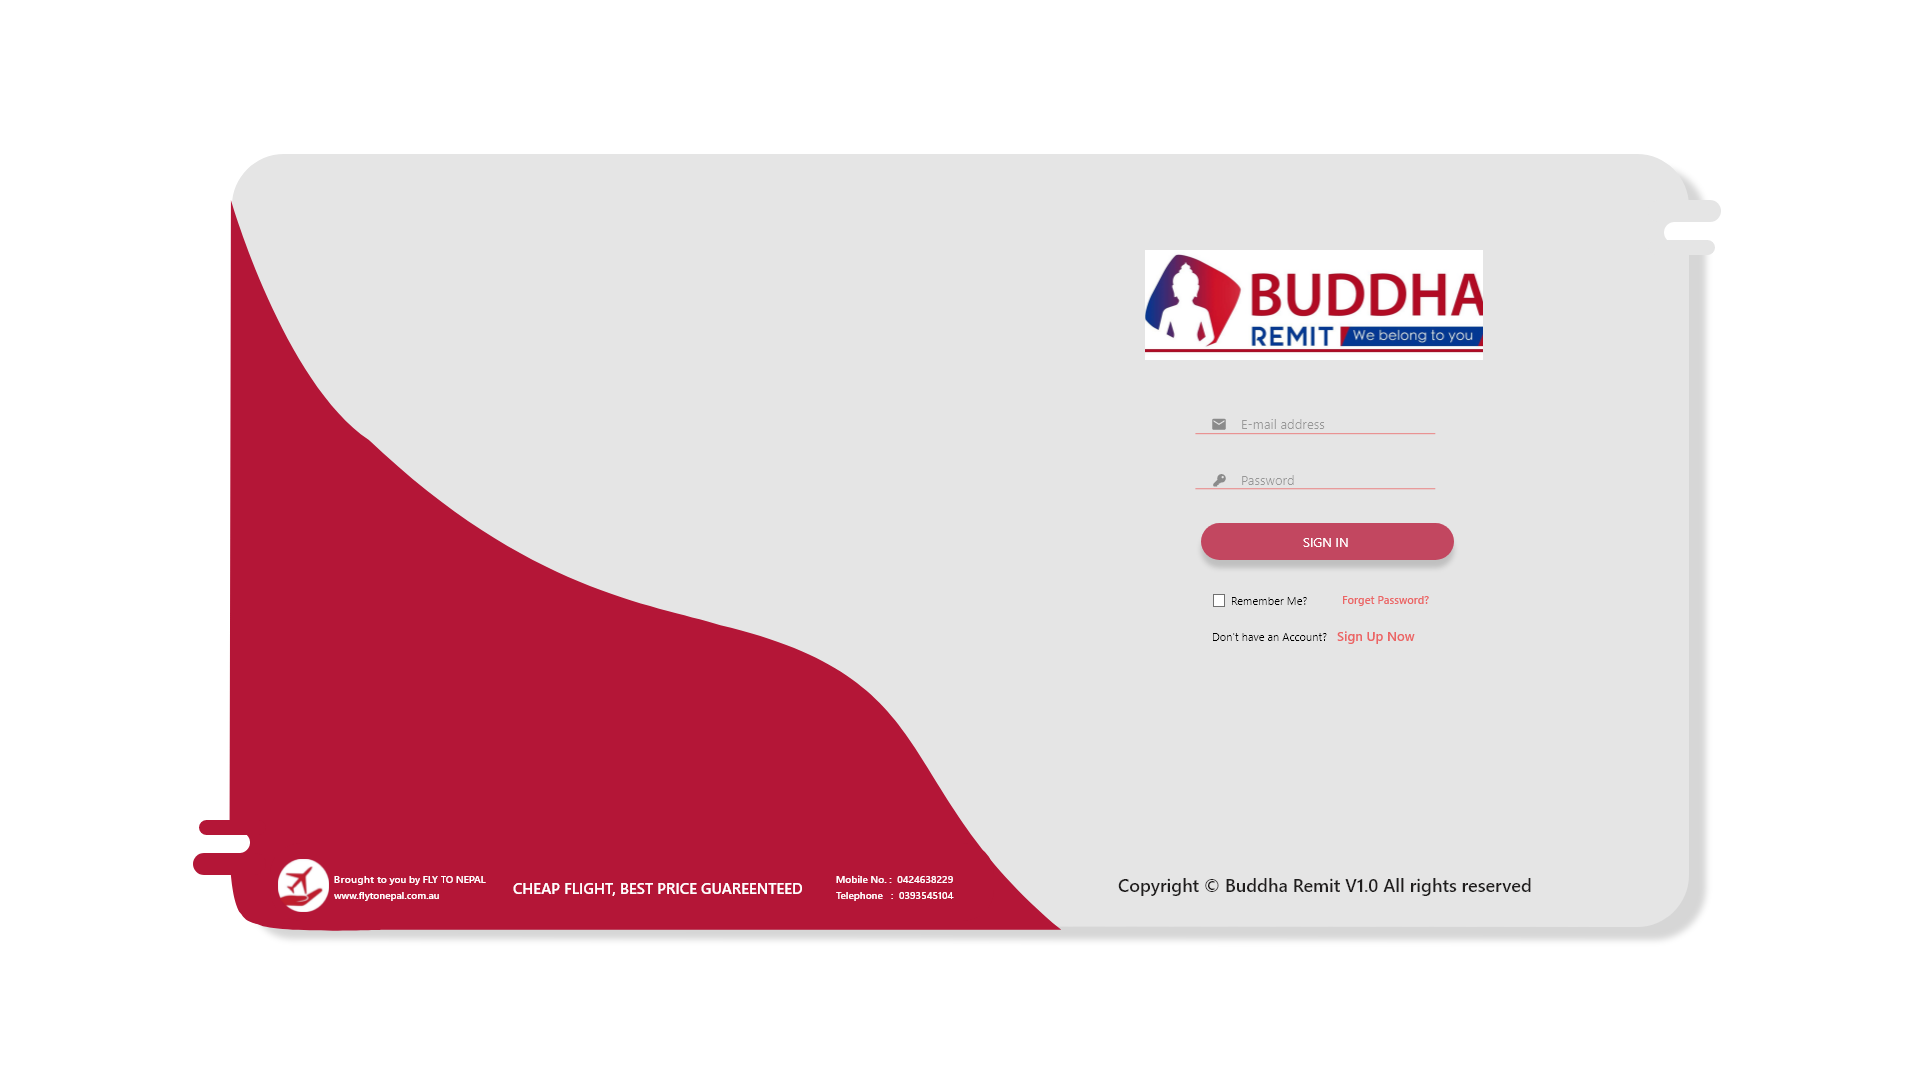 BUDDHA
REMIT We belong to you
E-mail address
Password
SIGN IN
Remember Me? Forget Password?
Don't have an Account? Sign Up Now
Brought to you by FLY TO NEPAL
www.flytonepal.com.au
CHEAP FLIGHT, BEST PRICE GUAREENTEED
Mobile No. : 0424638229
Telephone : 0393545104
Copyright © Buddha Remit V1.0 All rights reserved